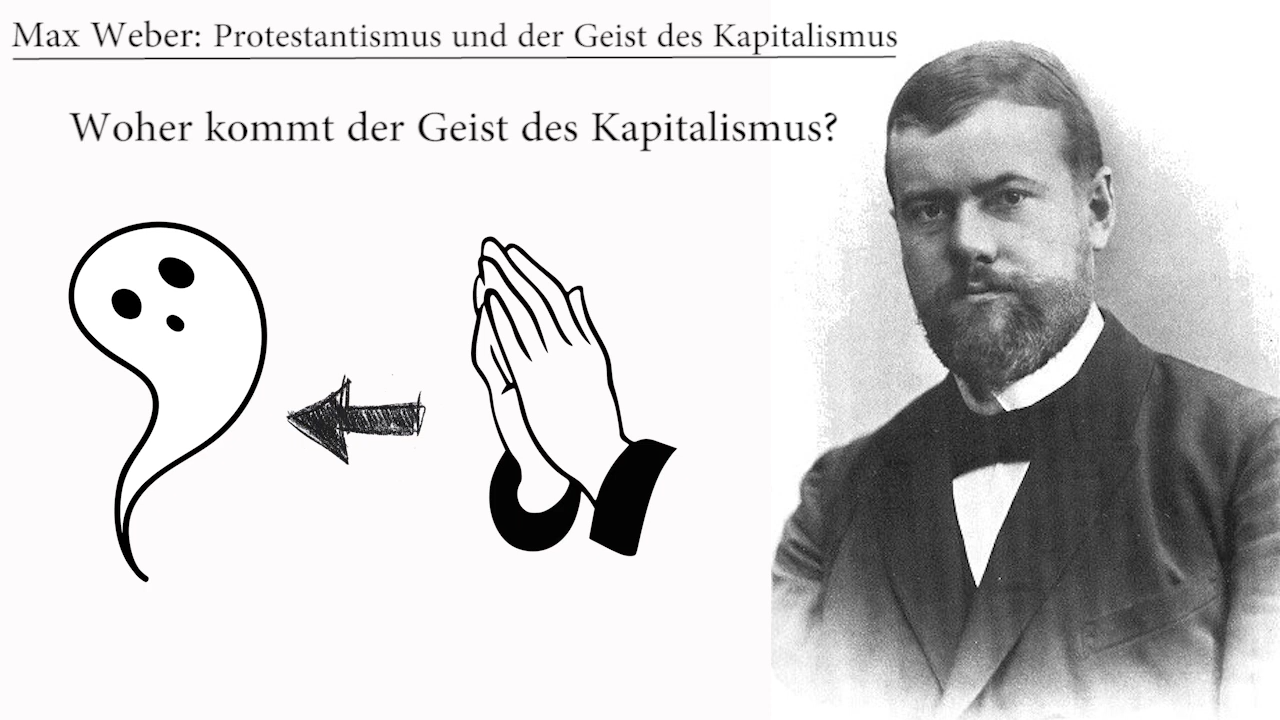 Max Weber: Protestantismus und der Geist des Kapitalismus
Woher kommt der Geist des Kapitalismus?